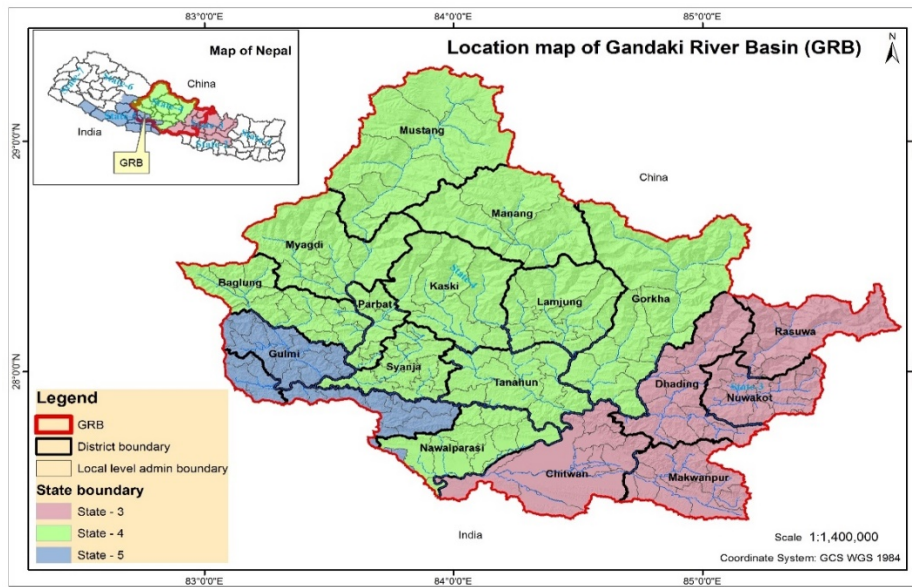 83°0'0"E
84°0'0"E
85°0'0"E
Map of Nepal
Location map of Gandaki River Basin (GRB)
N
China
India
GRB
29°0'0"N
Mustang
China
Manang
Myagdi
Baglung
Kaski
State-4
Lamjung
Gorkha
Parbat
Rasuwa
Gulmi
Syanja
Tanahun
Dhading
State-3
Nuwakot
28°0'0"N
Nawalparasi
Chitwan
Makwanpur
India
Legend
GRB
District boundary
Local level admin boundary
State boundary
State - 3
State - 4
State - 5
Scale 1:1,400,000
Coordinate System: GCS WGS 1984
83°0'0"E
84°0'0"E
85°0'0"E